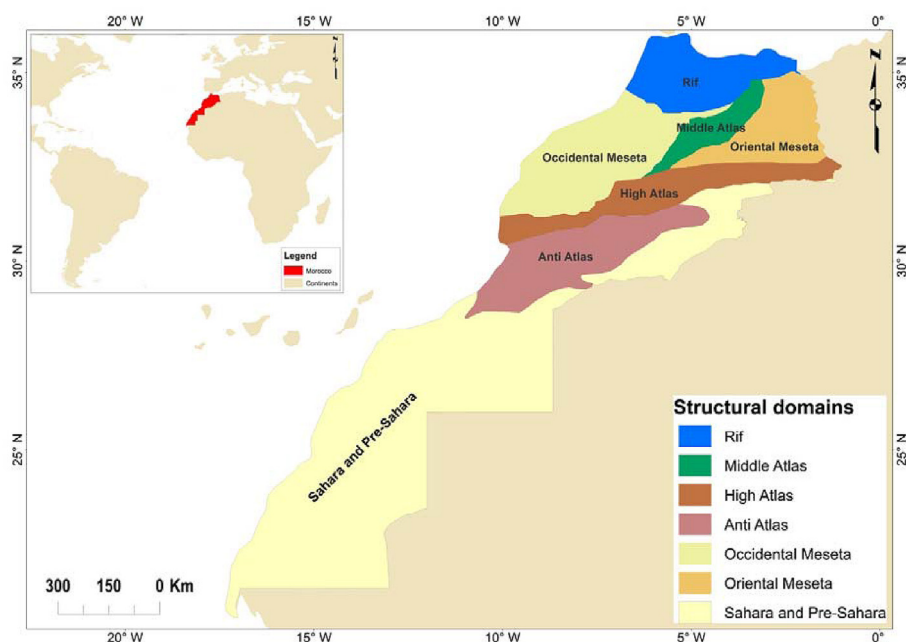 20° W 15° W 10° W 5° W 0°
35° N
30° N
25° N
35° N
30° N
25° N
Z
Legend
Morocco
Continents
Z
Rif
Middle Atlas
Occidental Meseta
Oriental Meseta
High Atlas
Anti Atlas
Sahara and Pre-Sahara
Structural domains
Rif
Middle Atlas
High Atlas
Anti Atlas
Occidental Meseta
Oriental Meseta
Sahara and Pre-Sahara
300 150 0 Km
20° W 15° W 10° W 5° W 0°